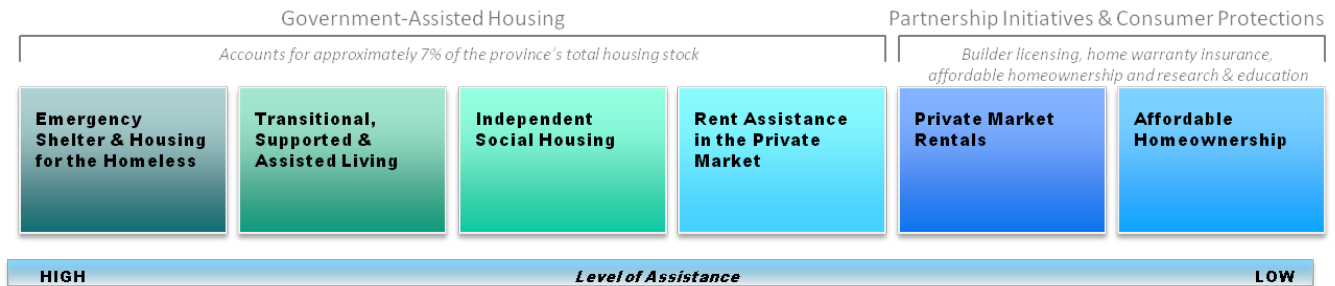 Government-Assisted Housing
Partnership Initiatives & Consumer Protections
Accounts for approximately 7% of the province's total housing stock
Builder licensing, home warranty insurance,
affordable homeownership and research & education
Emergency
Shelter & Housing
for the Homeless
Transitional,
Supported &
Assisted Living
Independent
Social Housing
Rent Assistance
in the Private
Market
Private Market
Rentals
Affordable
Homeownership
HIGH
Level of Assistance
LOW